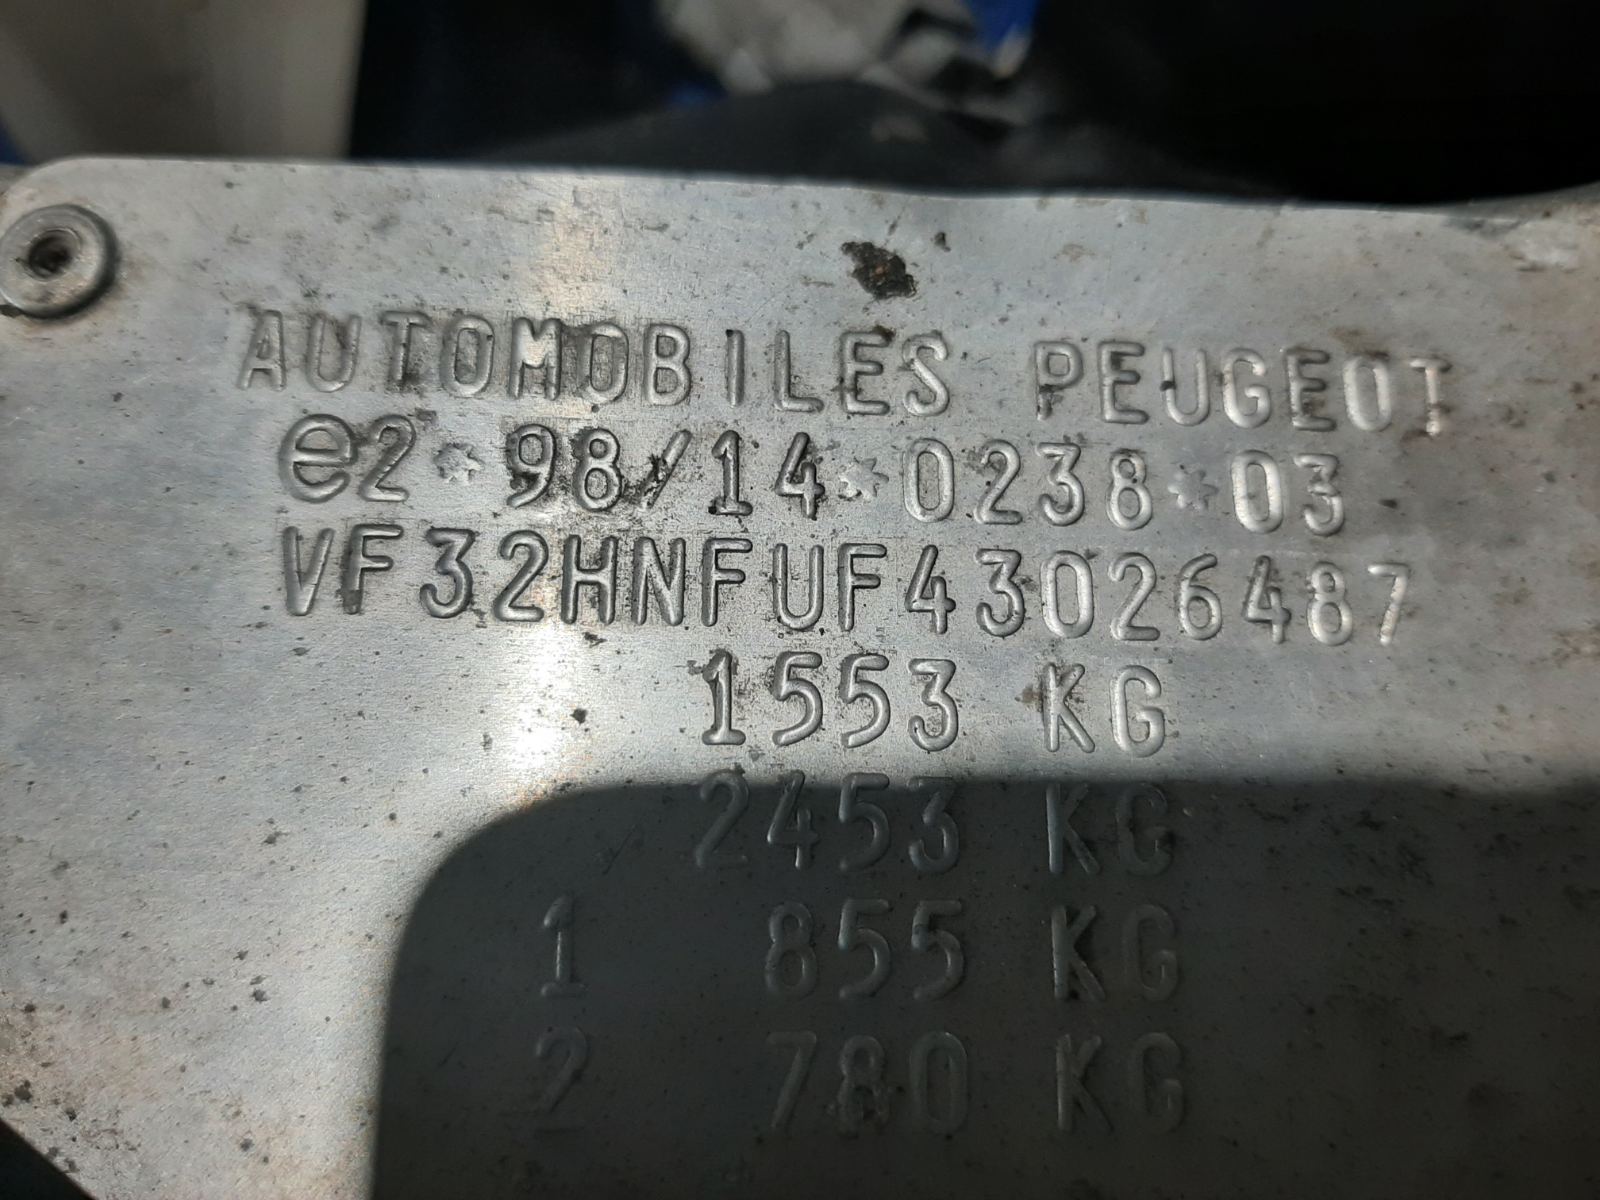 AUTOMOBILES PEUGEOT
e2*98/14*0238*03
VF32HNFUF43026487
1553 KG
2453 KG
1 855 KG
2 780 KG